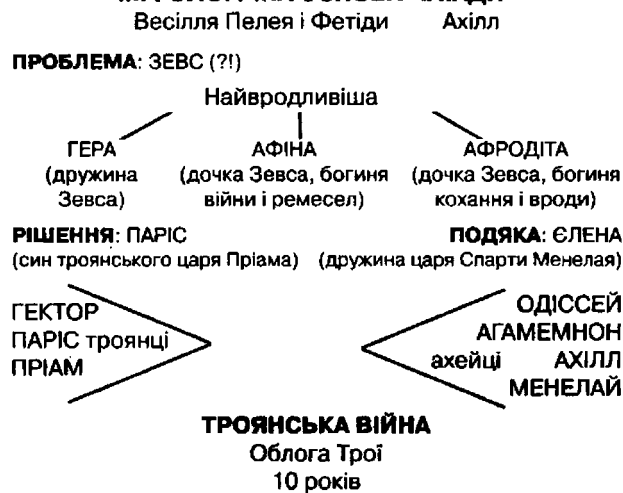 Весілля Пелея і Фетіди Ахілл
ПРОБЛЕМА: ЗЕВС (?!)
Найвродливіша
ГЕРА
(дружина
Зевса)
АФІНА
(дочка Зевса, богиня
війни і ремесел)
АФРОДІТА
(дочка Зевса, богиня
кохання і вроди)
РІШЕННЯ: ПАРІС
(син троянського царя Пріама)
ПОДЯКА: ЄЛЕНА
(дружина царя Спарти Менелая)
ГЕКТОР
ПАРІС троянці
ПРІАМ
ОДІССЕЙ
АГАМЕМНОН
ахейці АХІЛЛ
МЕНЕЛАЙ
ТРОЯНСЬКА ВІЙНА
Облога Трої
10 років